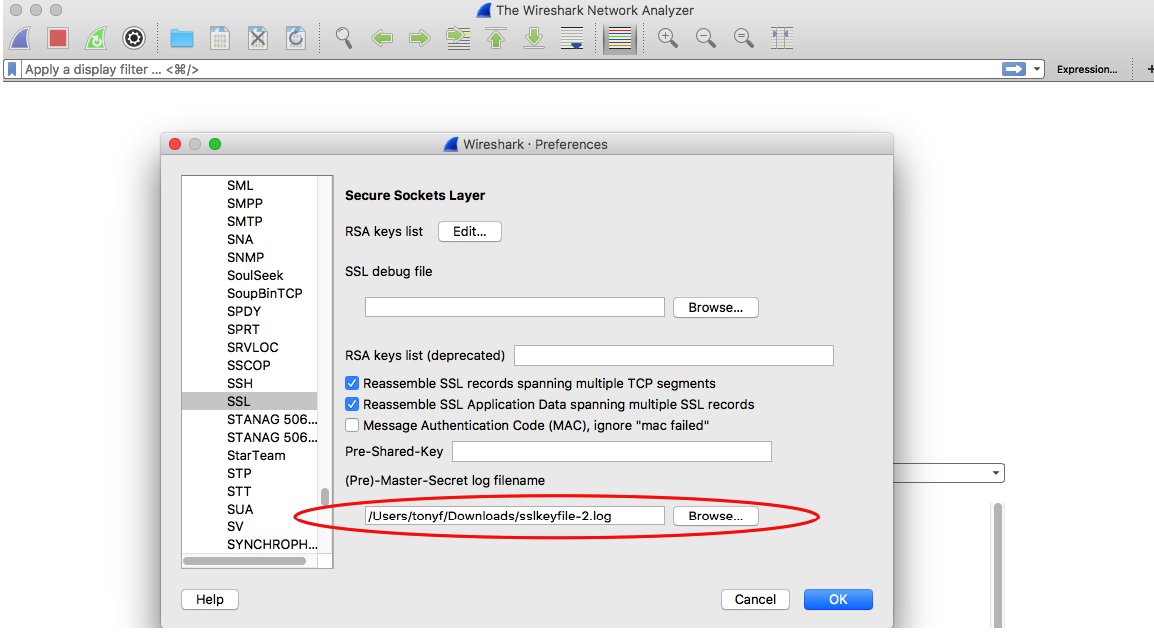 The Wireshark Network Analyzer
Apply a display filter ... <⌘/>
Expression...
+
Wireshark · Preferences
SML
SMPP
SMTP
SNA
SNMP
SoulSeek
SoupBinTCP
SPDY
SPRT
SRVLOC
SSCOP
SSH
SSL
STANAG 506...
STANAG 506...
StarTeam
STP
STT
SUA
SV
SYNCHROPH...
Secure Sockets Layer
RSA keys list
Edit...
SSL debug file
Browse...
RSA keys list (deprecated)
Reassemble SSL records spanning multiple TCP segments
Reassemble SSL Application Data spanning multiple SSL records
Message Authentication Code (MAC), ignore "mac failed"
Pre-Shared-Key
(Pre)-Master-Secret log filename
/Users/tonyf/Downloads/sslkeyfile-2.log
Browse...
Help
Cancel
OK